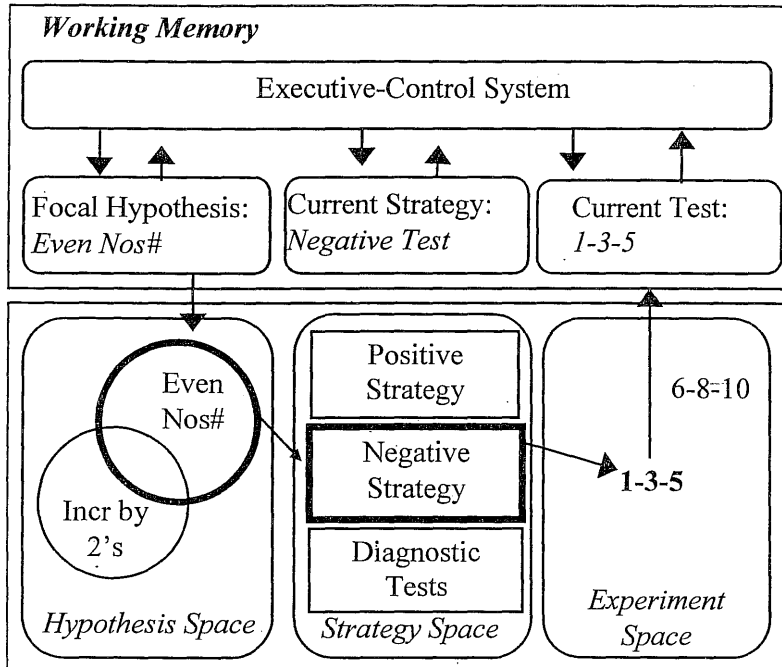 Working Memory
Executive-Control System
Focal Hypothesis:
Even Nos#
Current Strategy:
Negative Test
Current Test:
1-3-5
Even
Nos#
Incr by
2's
Hypothesis Space
Positive
Strategy
Negative
Strategy
Diagnostic
Tests
Strategy Space
6-8-10
1-3-5
Experiment
Space